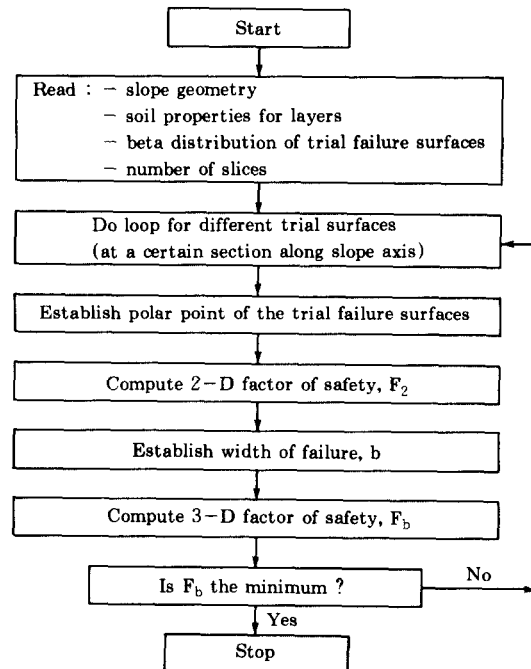 Start
Read : — slope geometry
— soil properties for layers
— beta distribution of trial failure surfaces
— number of slices
Do loop for different trial surfaces
(at a certain section along slope axis)
Establish polar point of the trial failure surfaces
Compute 2−D factor of safety, F₂
Establish width of failure, b
Compute 3−D factor of safety, F_b
Is F_b the minimum ?
No
Yes
Stop